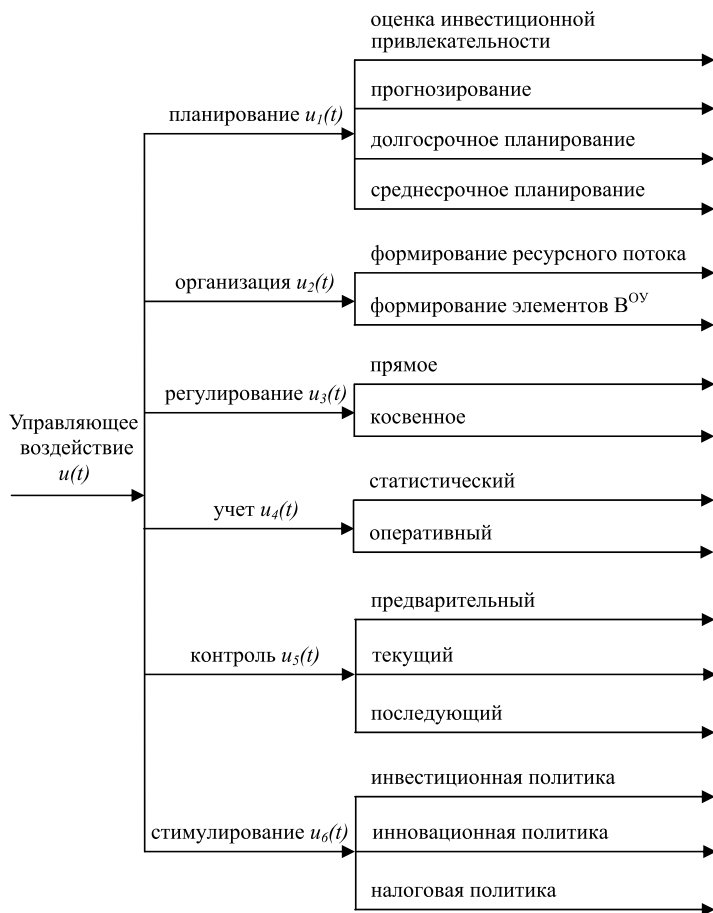 оценка инвестиционной
привлекательности
прогнозирование
планирование u₁(t)
долгосрочное планирование
среднесрочное планирование
формирование ресурсного потока
организация u₂(t)
формирование элементов Bᴼᵁ
прямое
регулирование u₃(t)
косвенное
Управляющее
воздействие
u(t)
статистический
учет u₄(t)
оперативный
предварительный
контроль u₅(t)
текущий
последующий
инвестиционная политика
стимулирование u₆(t)
инновационная политика
налоговая политика